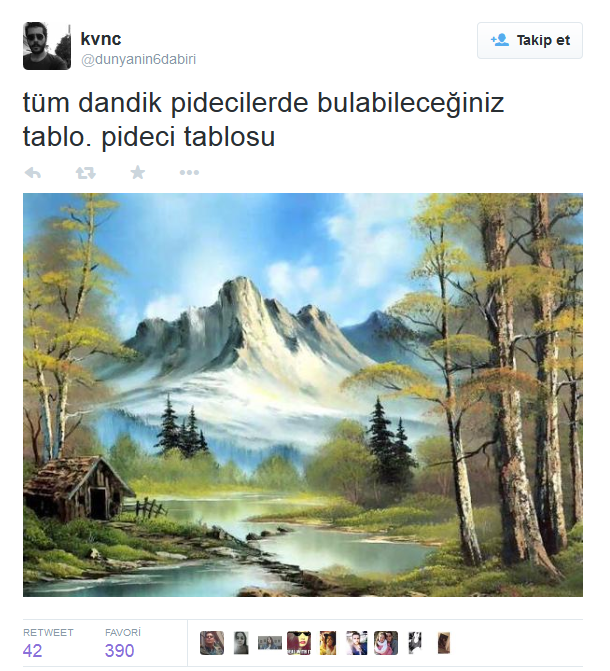 kvnc
@dunyanin6dabiri
Takip et
tüm dandik pidecilerde bulabileceğiniz
tablo. pideci tablosu
RETWEET
FAVORİ
42
390